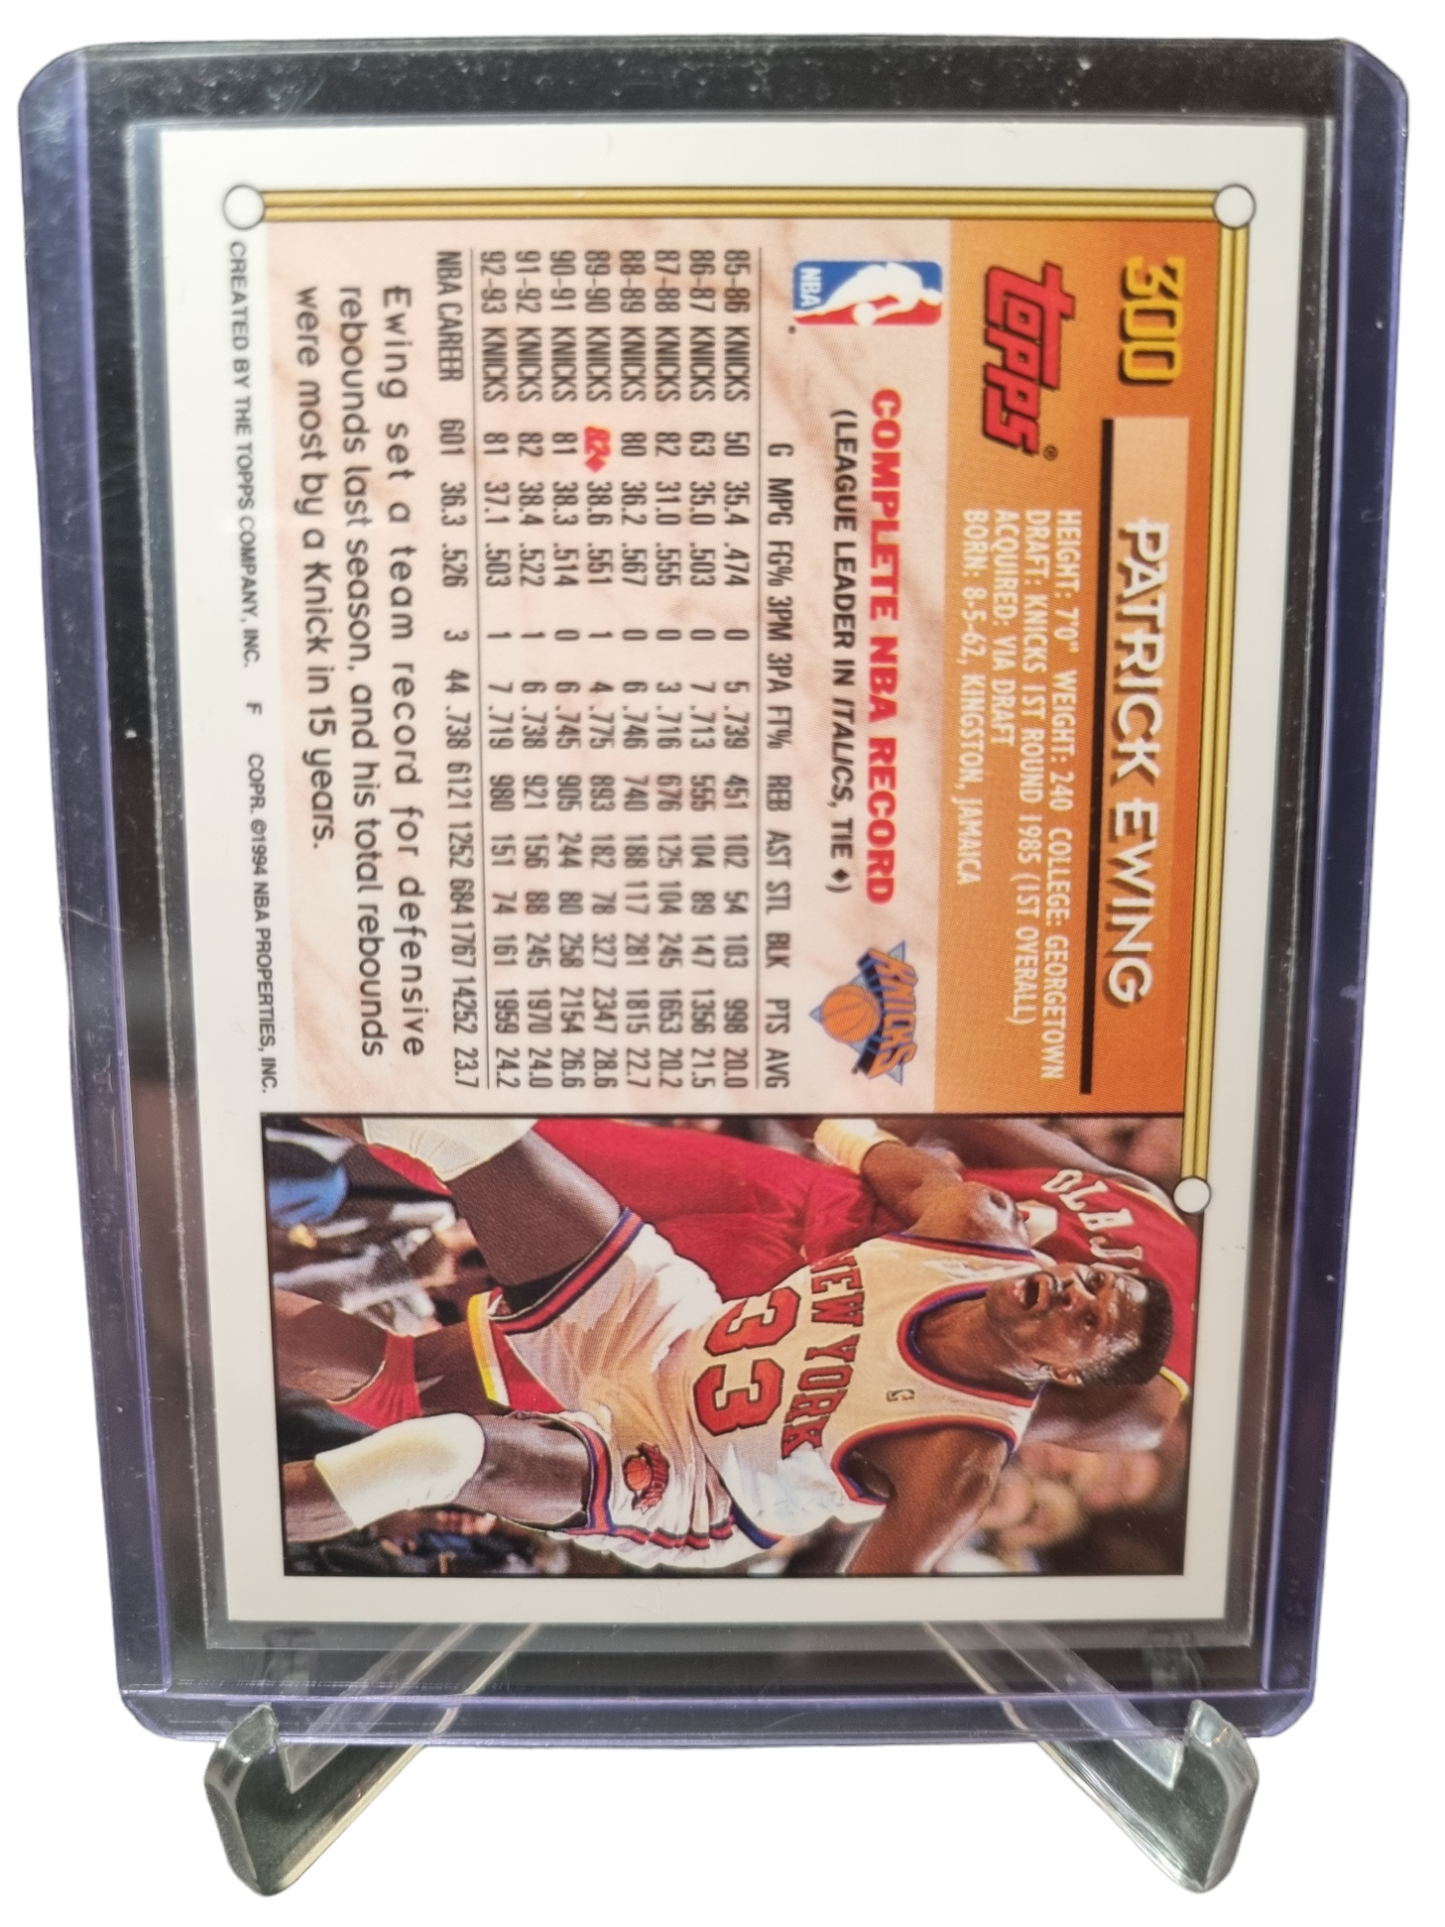 300
PATRICK EWING
TOPPS®
HEIGHT: 7'0" WEIGHT: 240 COLLEGE: GEORGETOWN
DRAFT: KNICKS 1ST ROUND 1985 (1ST OVERALL)
ACQUIRED: VIA DRAFT
BORN: 8-5-62, KINGSTON, JAMAICA
NBA
COMPLETE NBA RECORD
(LEAGUE LEADER IN ITALICS, TIE ♦)
KNICKS
G MPG FG% 3PM 3PA FT% REB AST STL BLK PTS AVG
85-86 KNICKS 50 35.4 .474 0 5 .739 451 102 54 103 998 20.0
86-87 KNICKS 63 35.0 .503 0 7 .713 555 104 89 147 1356 21.5
87-88 KNICKS 82 31.0 .555 0 3 .716 676 125 104 245 1653 20.2
88-89 KNICKS 80 36.2 .567 0 6 .746 740 188 117 281 1815 22.7
89-90 KNICKS 82♦ 38.6 .551 1 4 .775 893 182 78 327 2347 28.6
90-91 KNICKS 81 38.3 .514 0 6 .745 905 244 80 258 2154 26.6
91-92 KNICKS 82 38.4 .522 1 6 .738 921 156 88 245 1970 24.0
92-93 KNICKS 81 37.1 .503 1 7 .719 980 151 74 161 1959 24.2
NBA CAREER 601 36.3 .526 3 44 .738 6121 1252 684 1767 14252 23.7
Ewing set a team record for defensive
rebounds last season, and his total rebounds
were most by a Knick in 15 years.
CREATED BY THE TOPPS COMPANY, INC. F COPR. ©1994 NBA PROPERTIES, INC.
OLAJ
NEW YORK
33